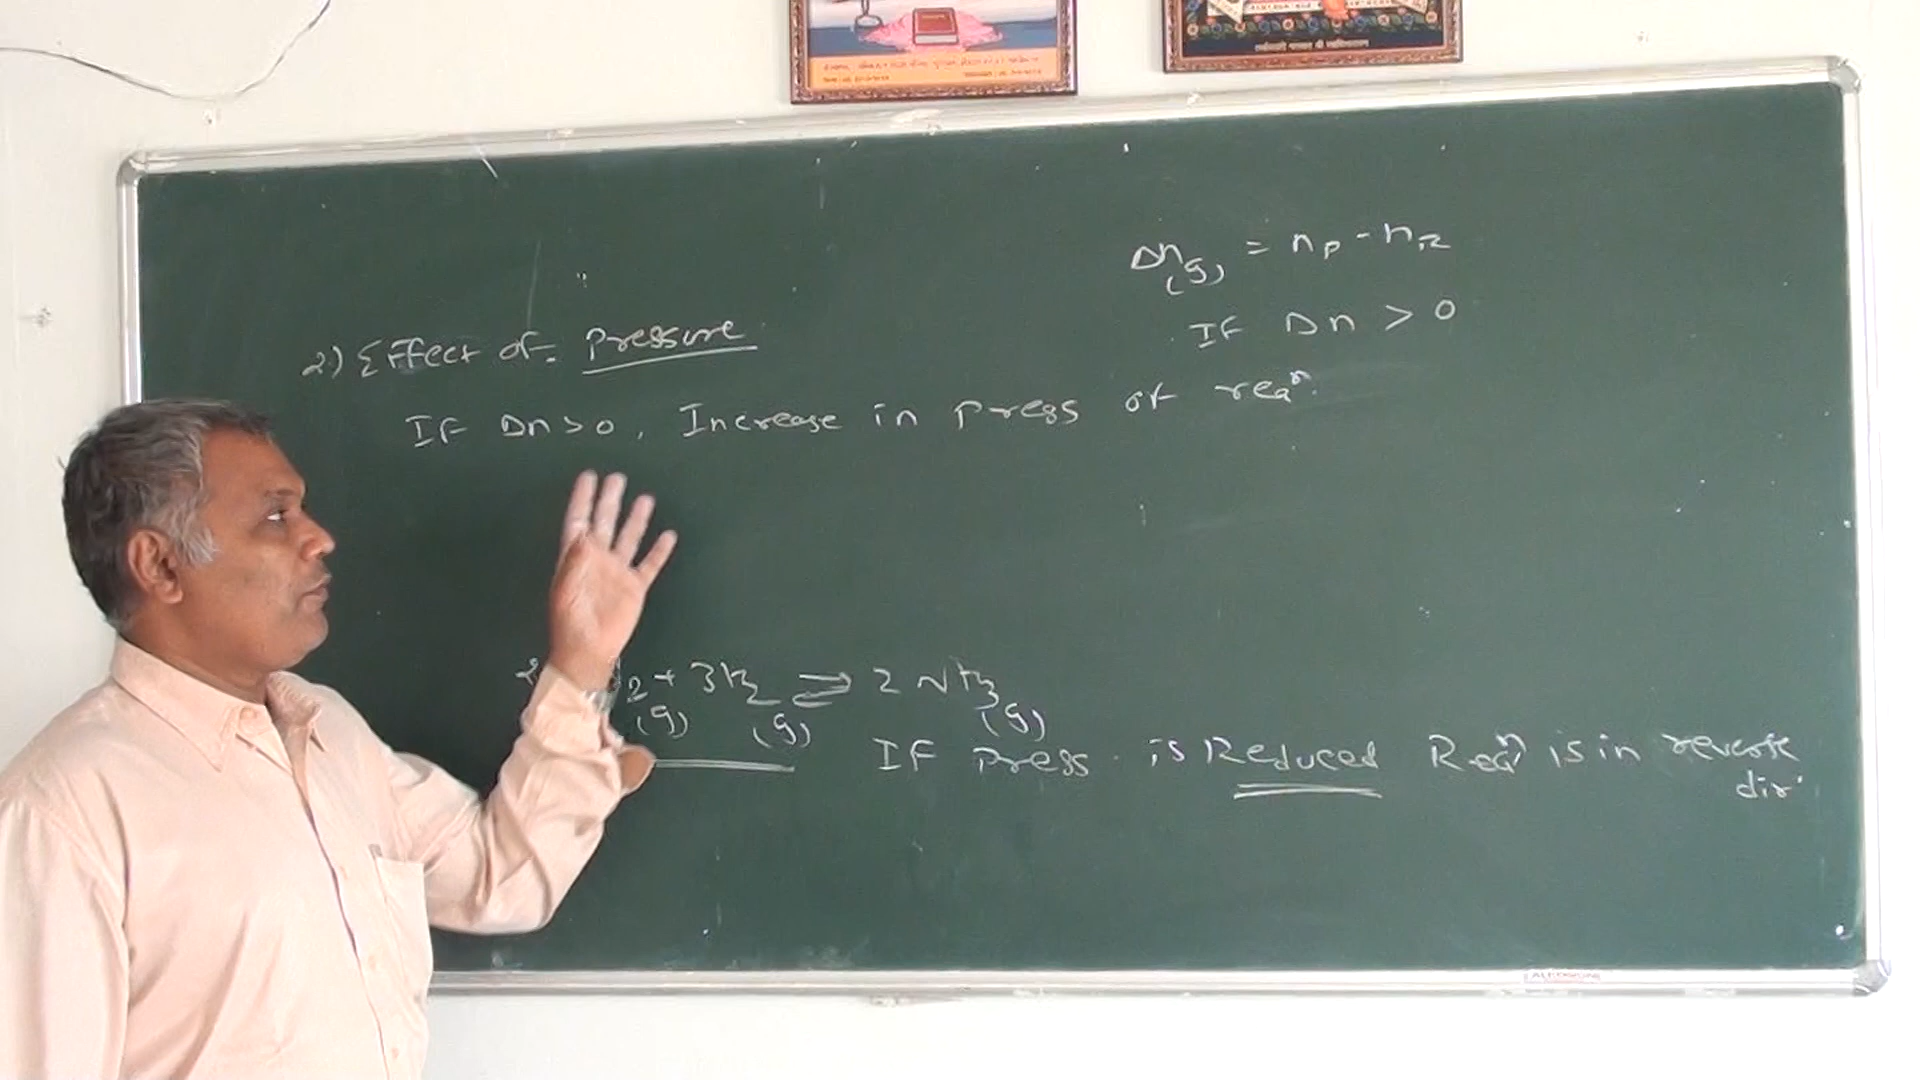 Δn(g) = nP - nR
If Δn > 0
2) Effect of Pressure
If Δn > 0, Increase in press of reaⁿ.
2 + 3H2 ⇌ 2 NH3
(g) (g) (g)
If press. is Reduced Reaⁿ is in reverse
dir.